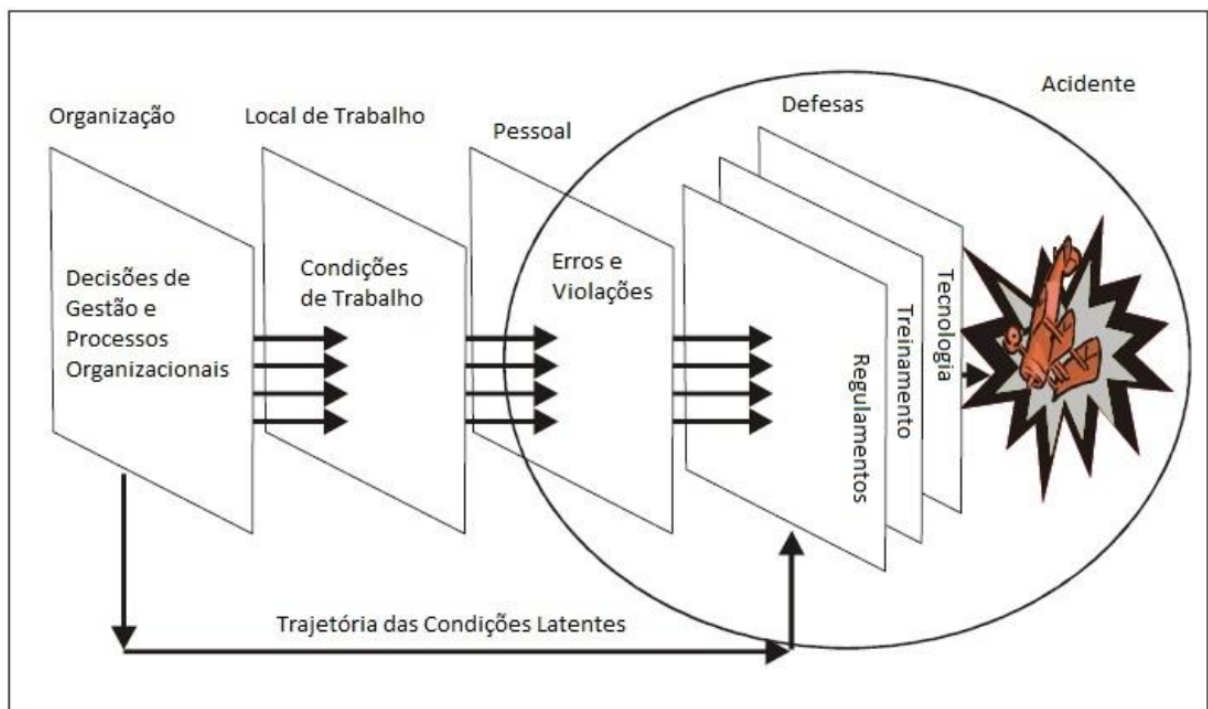 Organização
Local de Trabalho
Pessoal
Defesas
Acidente
Decisões de
Gestão e
Processos
Organizacionais
Condições
de Trabalho
Erros e
Violações
Regulamentos
Treinamento
Tecnologia
Trajetória das Condições Latentes